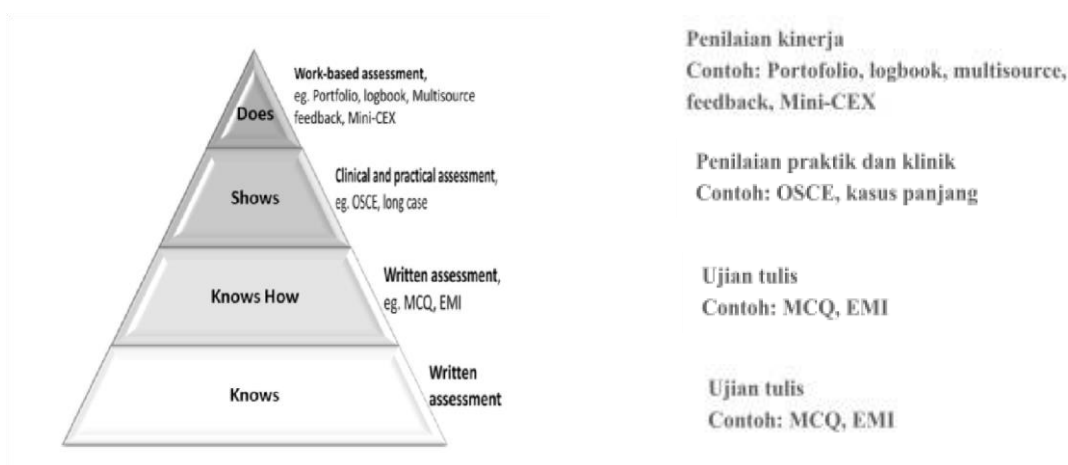 Does
Work-based assessment,
eg. Portfolio, logbook, Multisource
feedback, Mini-CEX
Shows
Clinical and practical assessment,
eg. OSCE, long case
Knows How
Written assessment,
eg. MCQ, EMI
Knows
Written
assessment
Penilaian kinerja
Contoh: Portofolio, logbook, multisource,
feedback, Mini-CEX
Penilaian praktik dan klinik
Contoh: OSCE, kasus panjang
Ujian tulis
Contoh: MCQ, EMI
Ujian tulis
Contoh: MCQ, EMI